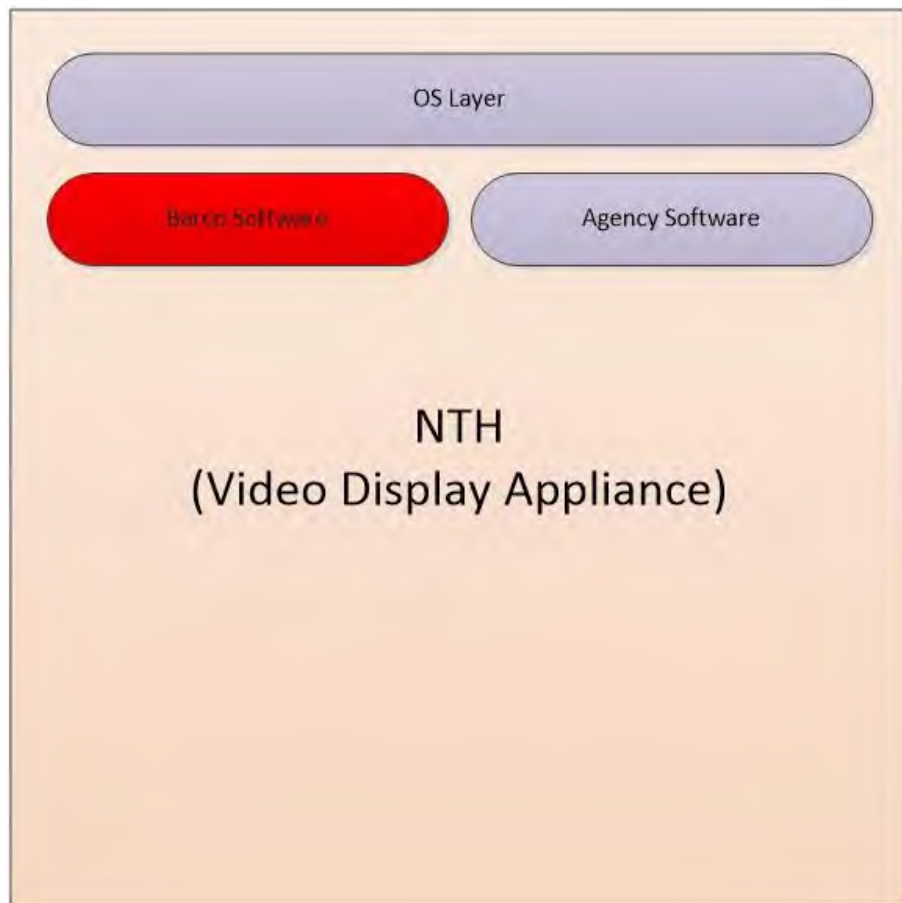 OS Layer
Barco Software
Agency Software
NTH
(Video Display Appliance)